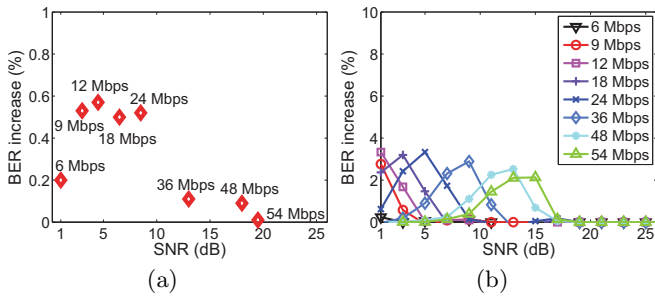 BER increase (%)
1
0.8
0.6
0.4
0.2
0
12 Mbps
24 Mbps
9 Mbps
18 Mbps
6 Mbps
36 Mbps
48 Mbps
54 Mbps
1 5 10 15 20 25
SNR (dB)
(a)
BER increase (%)
10
8
6
4
2
0
6 Mbps
9 Mbps
12 Mbps
18 Mbps
24 Mbps
36 Mbps
48 Mbps
54 Mbps
1 5 10 15 20 25
SNR (dB)
(b)